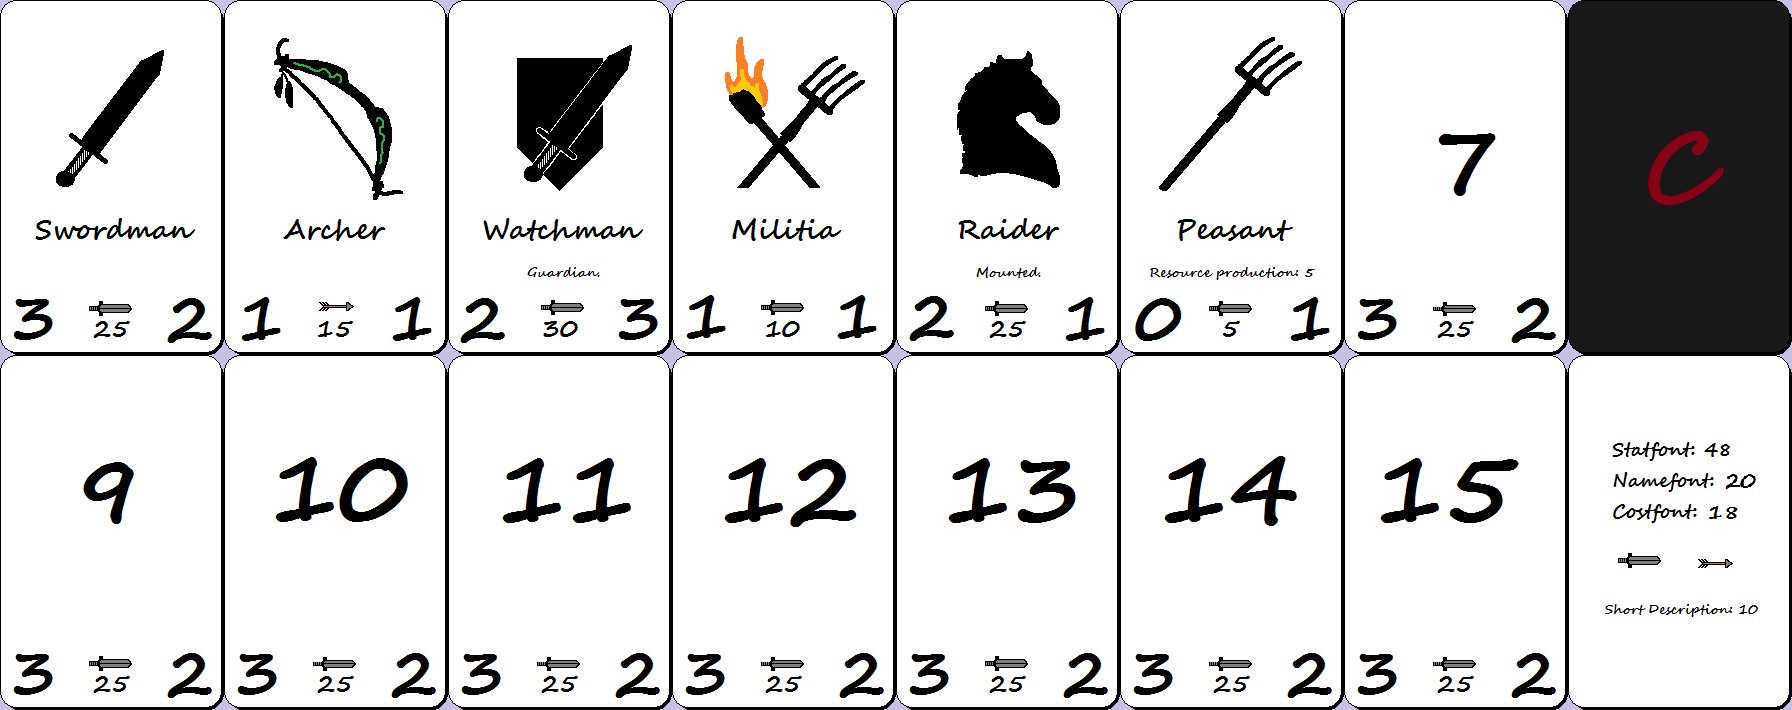 Swordman
3 25 2
Archer
1 15 1
Watchman
Guardian.
2 30 3
Militia
1 10 1
Raider
Mounted.
2 25 1
Peasant
Resource production: 5
0 5 1
7
3 25 2
C
9
3 25 2
10
3 25 2
11
3 25 2
12
3 25 2
13
3 25 2
14
3 25 2
15
3 25 2
Statfont: 48
Namefont: 20
Costfont: 18
Short Description: 10